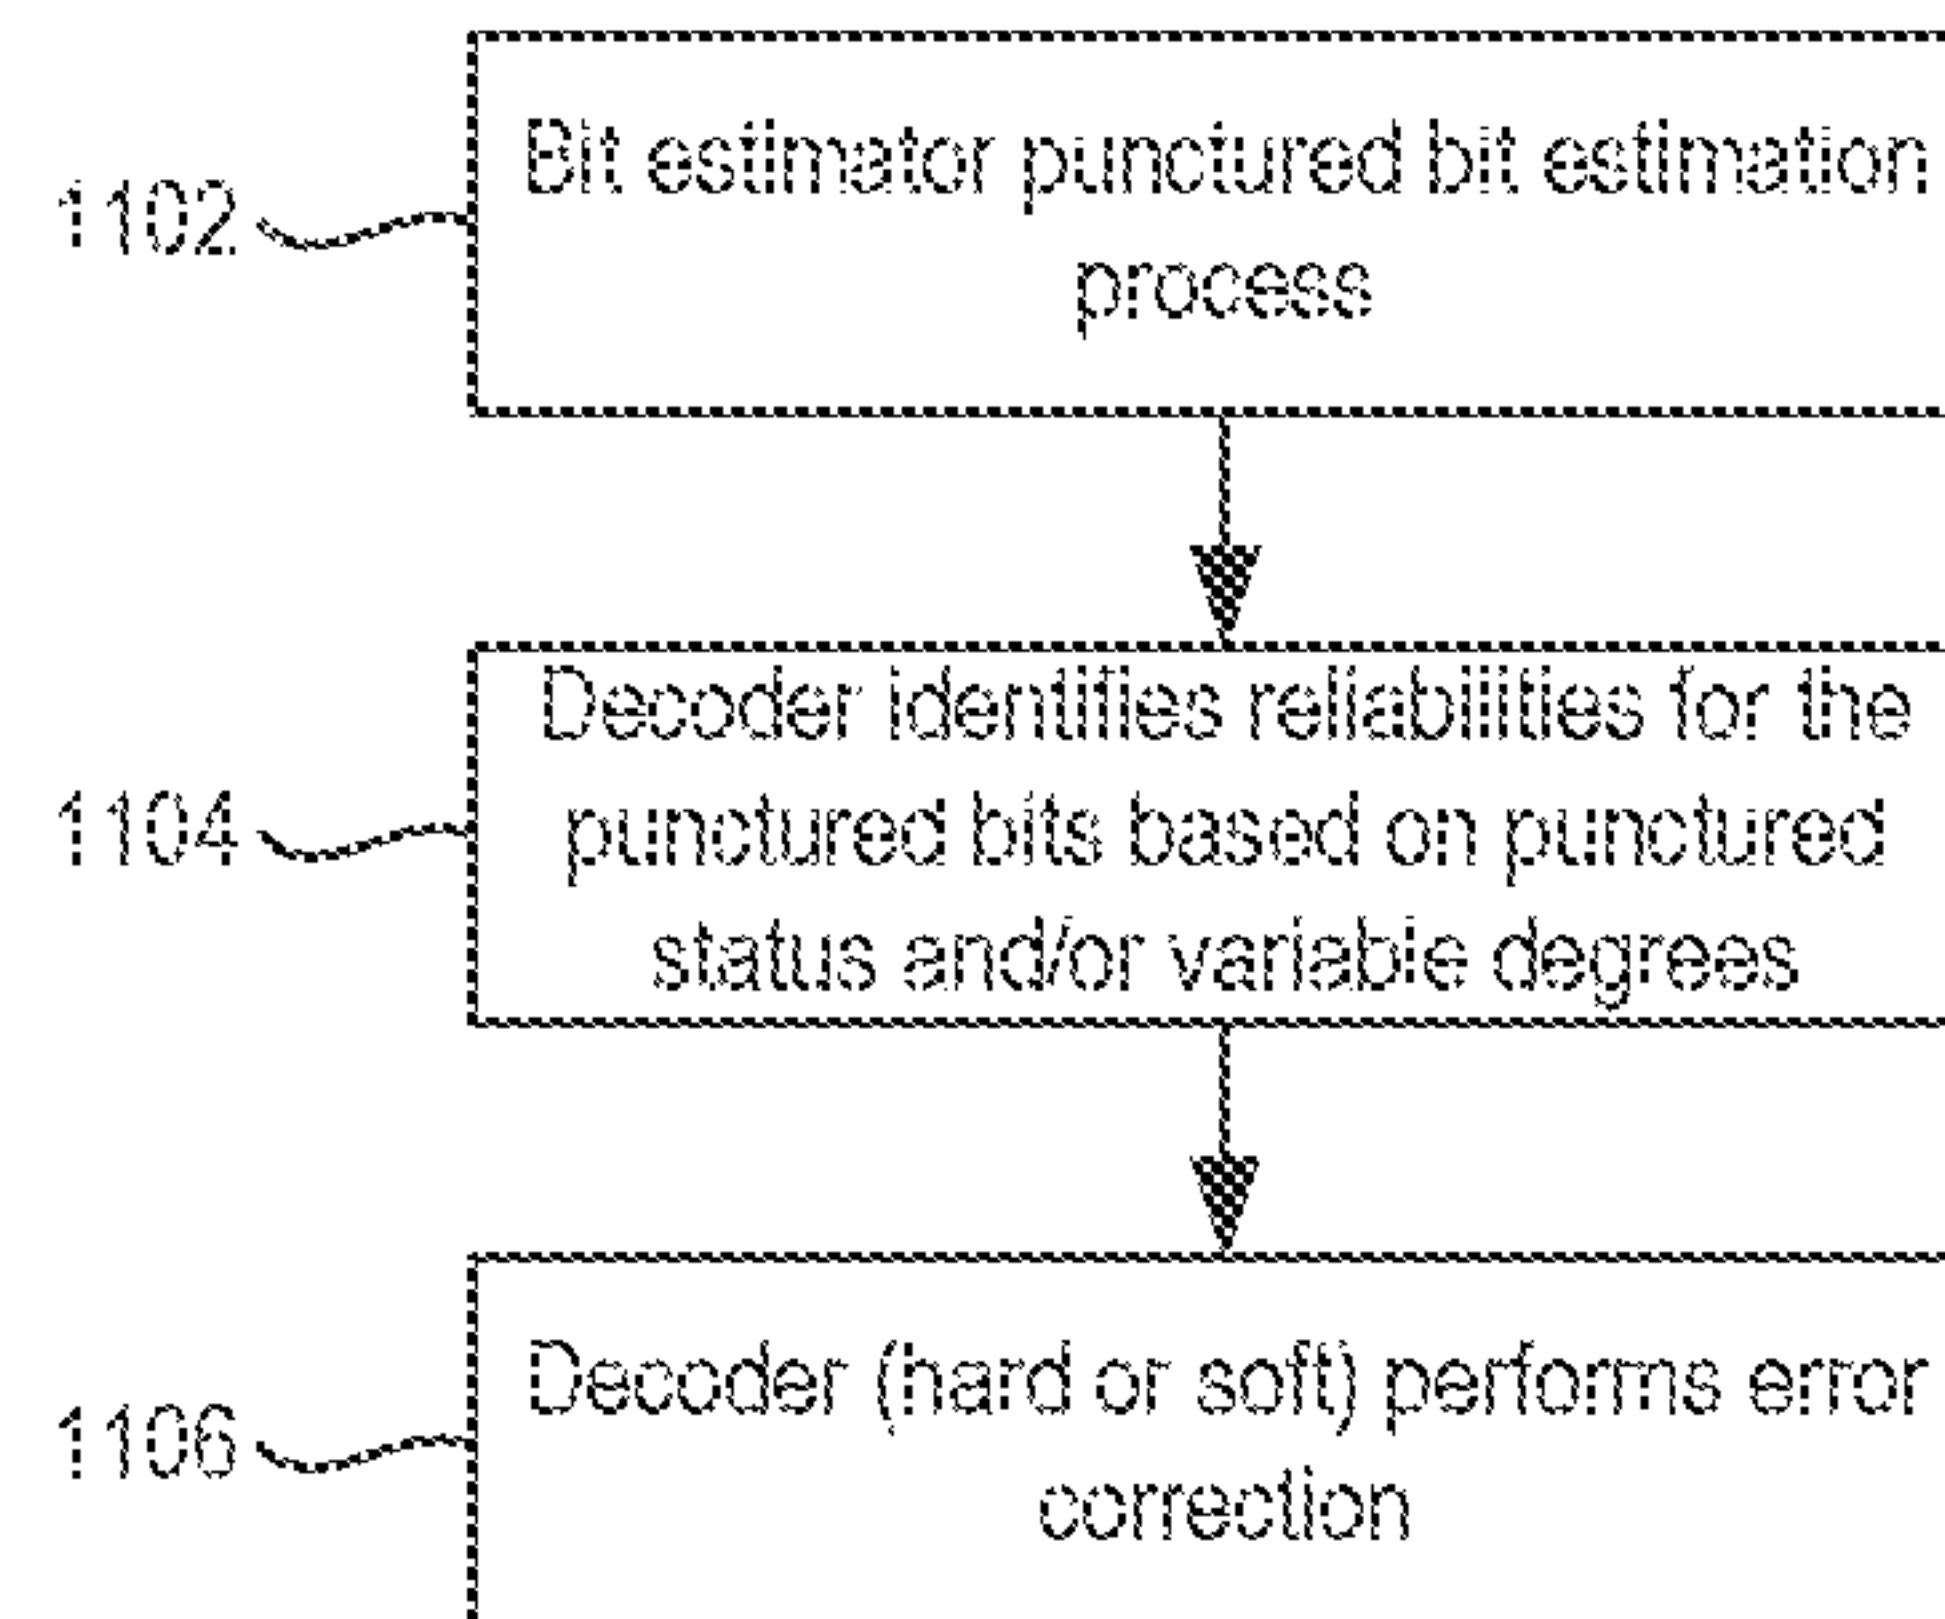 1102
Bit estimator punctured bit estimation
process
1104
Decoder identifies reliabilities for the
punctured bits based on punctured
status and/or variable degrees
1106
Decoder (hard or soft) performs error
correction